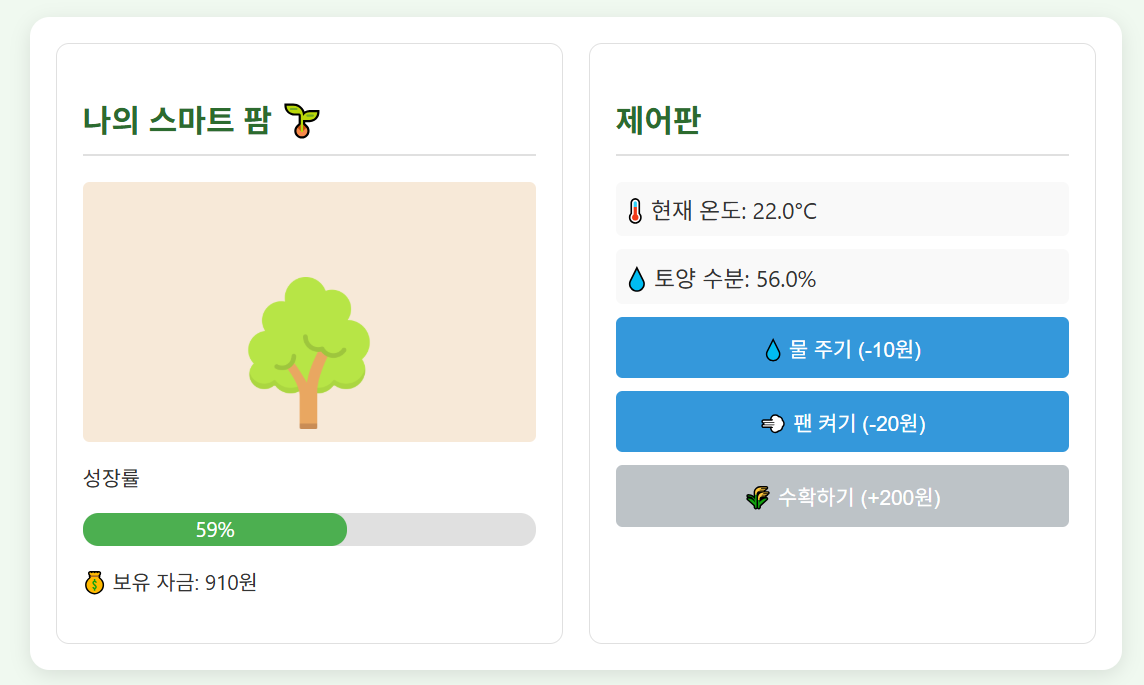 나의 스마트 팜 🌱
성장률
59%
💰 보유 자금: 910원
제어판
🌡️ 현재 온도: 22.0°C
💧 토양 수분: 56.0%
💧 물 주기 (-10원)
💨 팬 켜기 (-20원)
🌾 수확하기 (+200원)